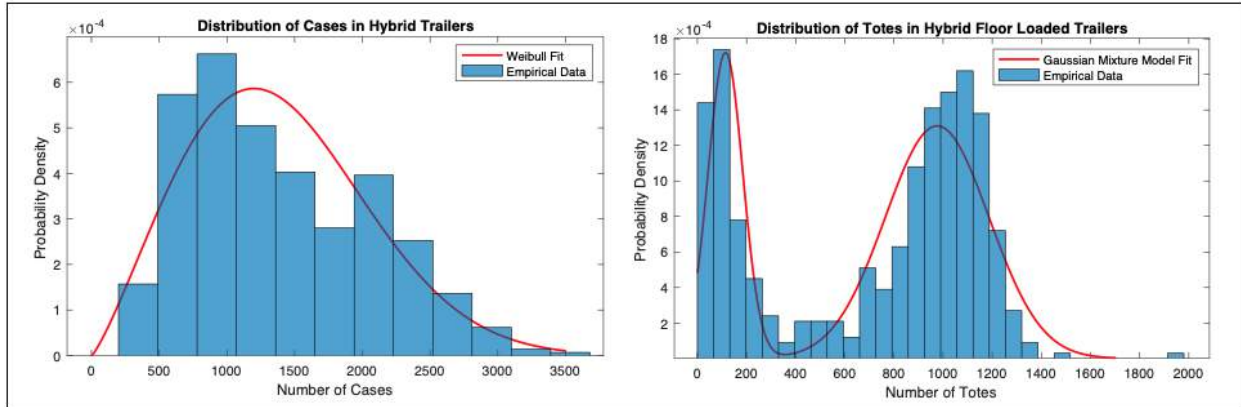 Distribution of Cases in Hybrid Trailers
×10-4
Weibull Fit
Empirical Data
6
5
4
3
2
1
0
Probability Density
0 500 1000 1500 2000 2500 3000 3500
Number of Cases
Distribution of Totes in Hybrid Floor Loaded Trailers
18 ×10-4
Gaussian Mixture Model Fit
Empirical Data
16
14
12
10
8
6
4
2
Probability Density
0 200 400 600 800 1000 1200 1400 1600 1800 2000
Number of Totes